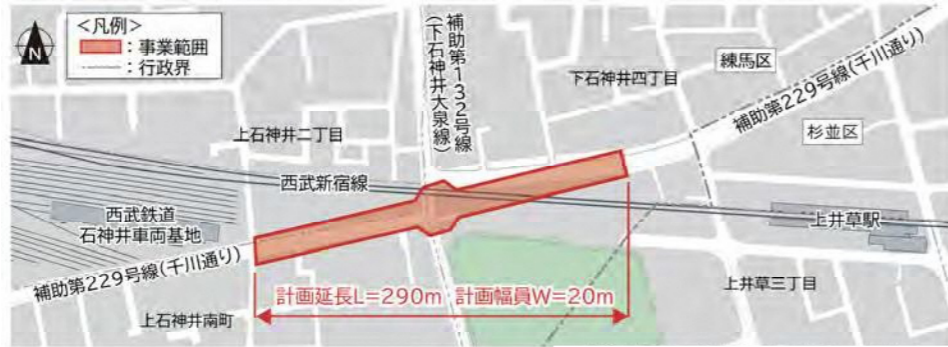 <凡例>
：事業範囲
：行政界
N
補助第132号線
(下石神井大泉線)
下石神井四丁目
練馬区
補助第229号線(千川通り)
杉並区
上石神井二丁目
西武新宿線
西武鉄道
石神井車両基地
上井草駅
補助第229号線(千川通り)
計画延長L=290m 計画幅員W=20m
上井草三丁目
上石神井南町